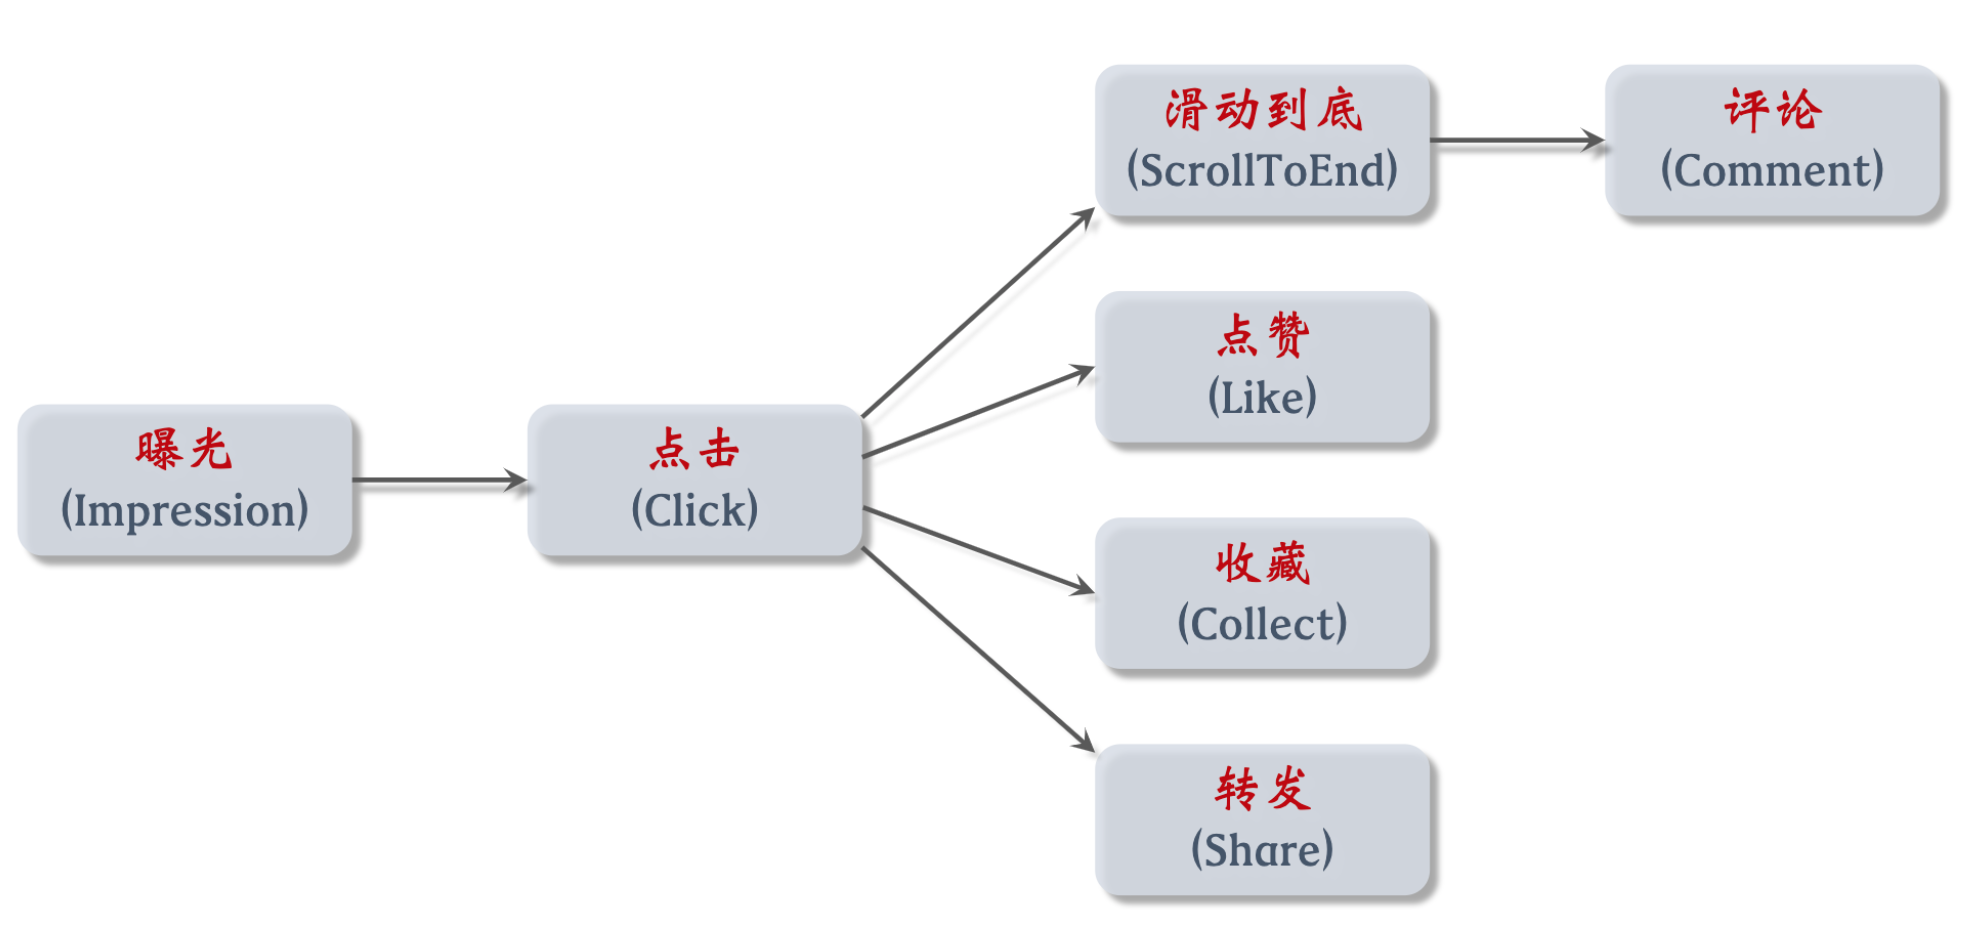 曝光
(Impression)
点击
(Click)
滑动到底
(ScrollToEnd)
评论
(Comment)
点赞
(Like)
收藏
(Collect)
转发
(Share)